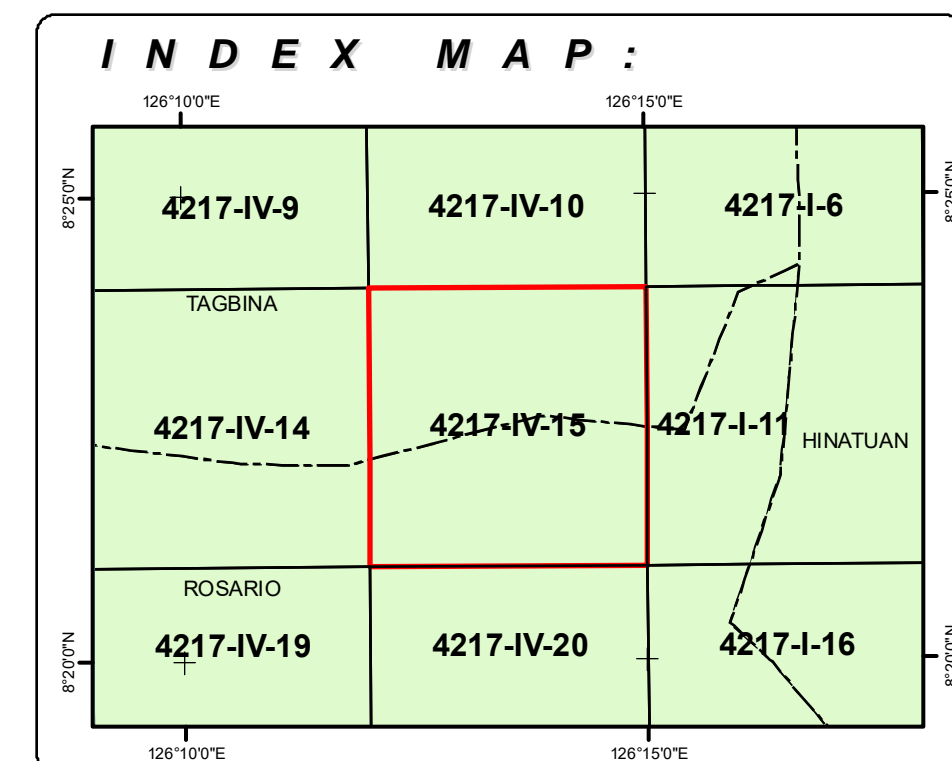 INDEX MAP:
126°10'0"E 126°15'0"E
8°25'0"N 8°25'0"N
4217-IV-9 4217-IV-10 4217-I-6
TAGBINA
4217-IV-14 4217-IV-15 4217-I-11
HINATUAN
ROSARIO
4217-IV-19 4217-IV-20 4217-I-16
8°20'0"N 8°20'0"N
126°10'0"E 126°15'0"E